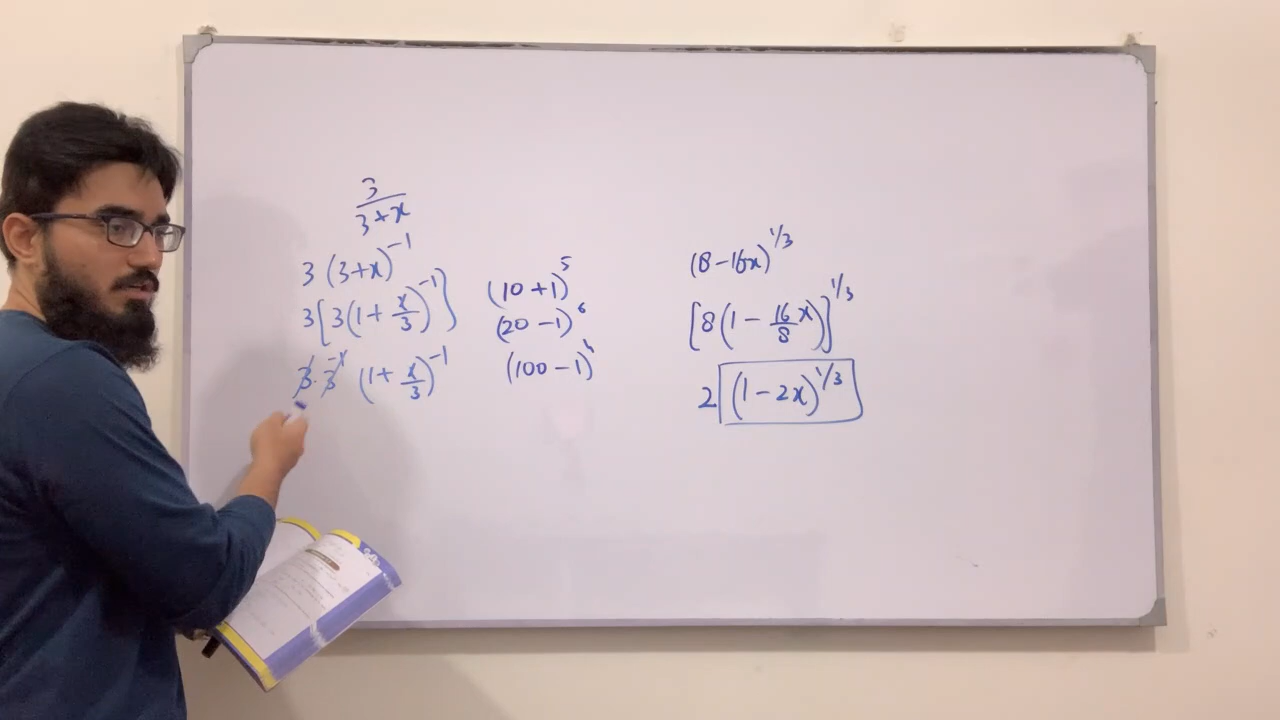 3/(3+x)
3 (3+x)^-1
3[3(1+x/3)^-1]
3^1 · 3^-1 (1+x/3)^-1
(10+1)^5
(20-1)^6
(100-1)^4
(8-16x)^1/3
[8(1-16/8 x)]^1/3
2 (1-2x)^1/3